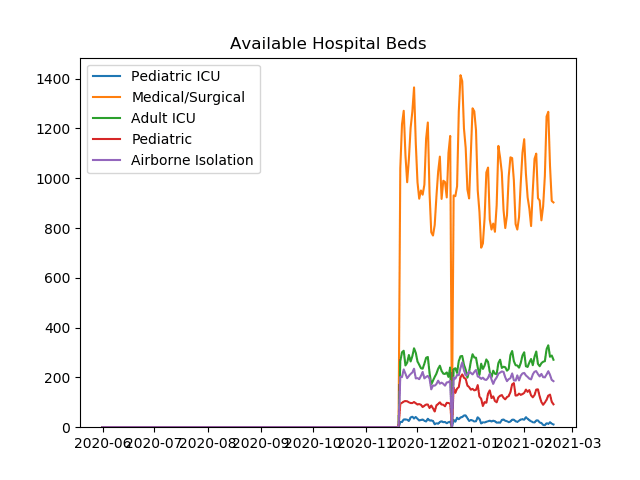 Available Hospital Beds
Pediatric ICU
Medical/Surgical
Adult ICU
Pediatric
Airborne Isolation
1400
1200
1000
800
600
400
200
0
2020-06 2020-07 2020-08 2020-09 2020-10 2020-11 2020-12 2021-01 2021-02 2021-03